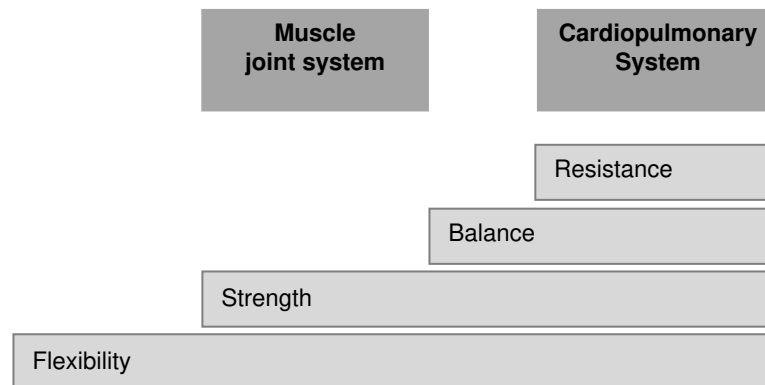 Muscle
joint system
Cardiopulmonary
System
Resistance
Balance
Strength
Flexibility